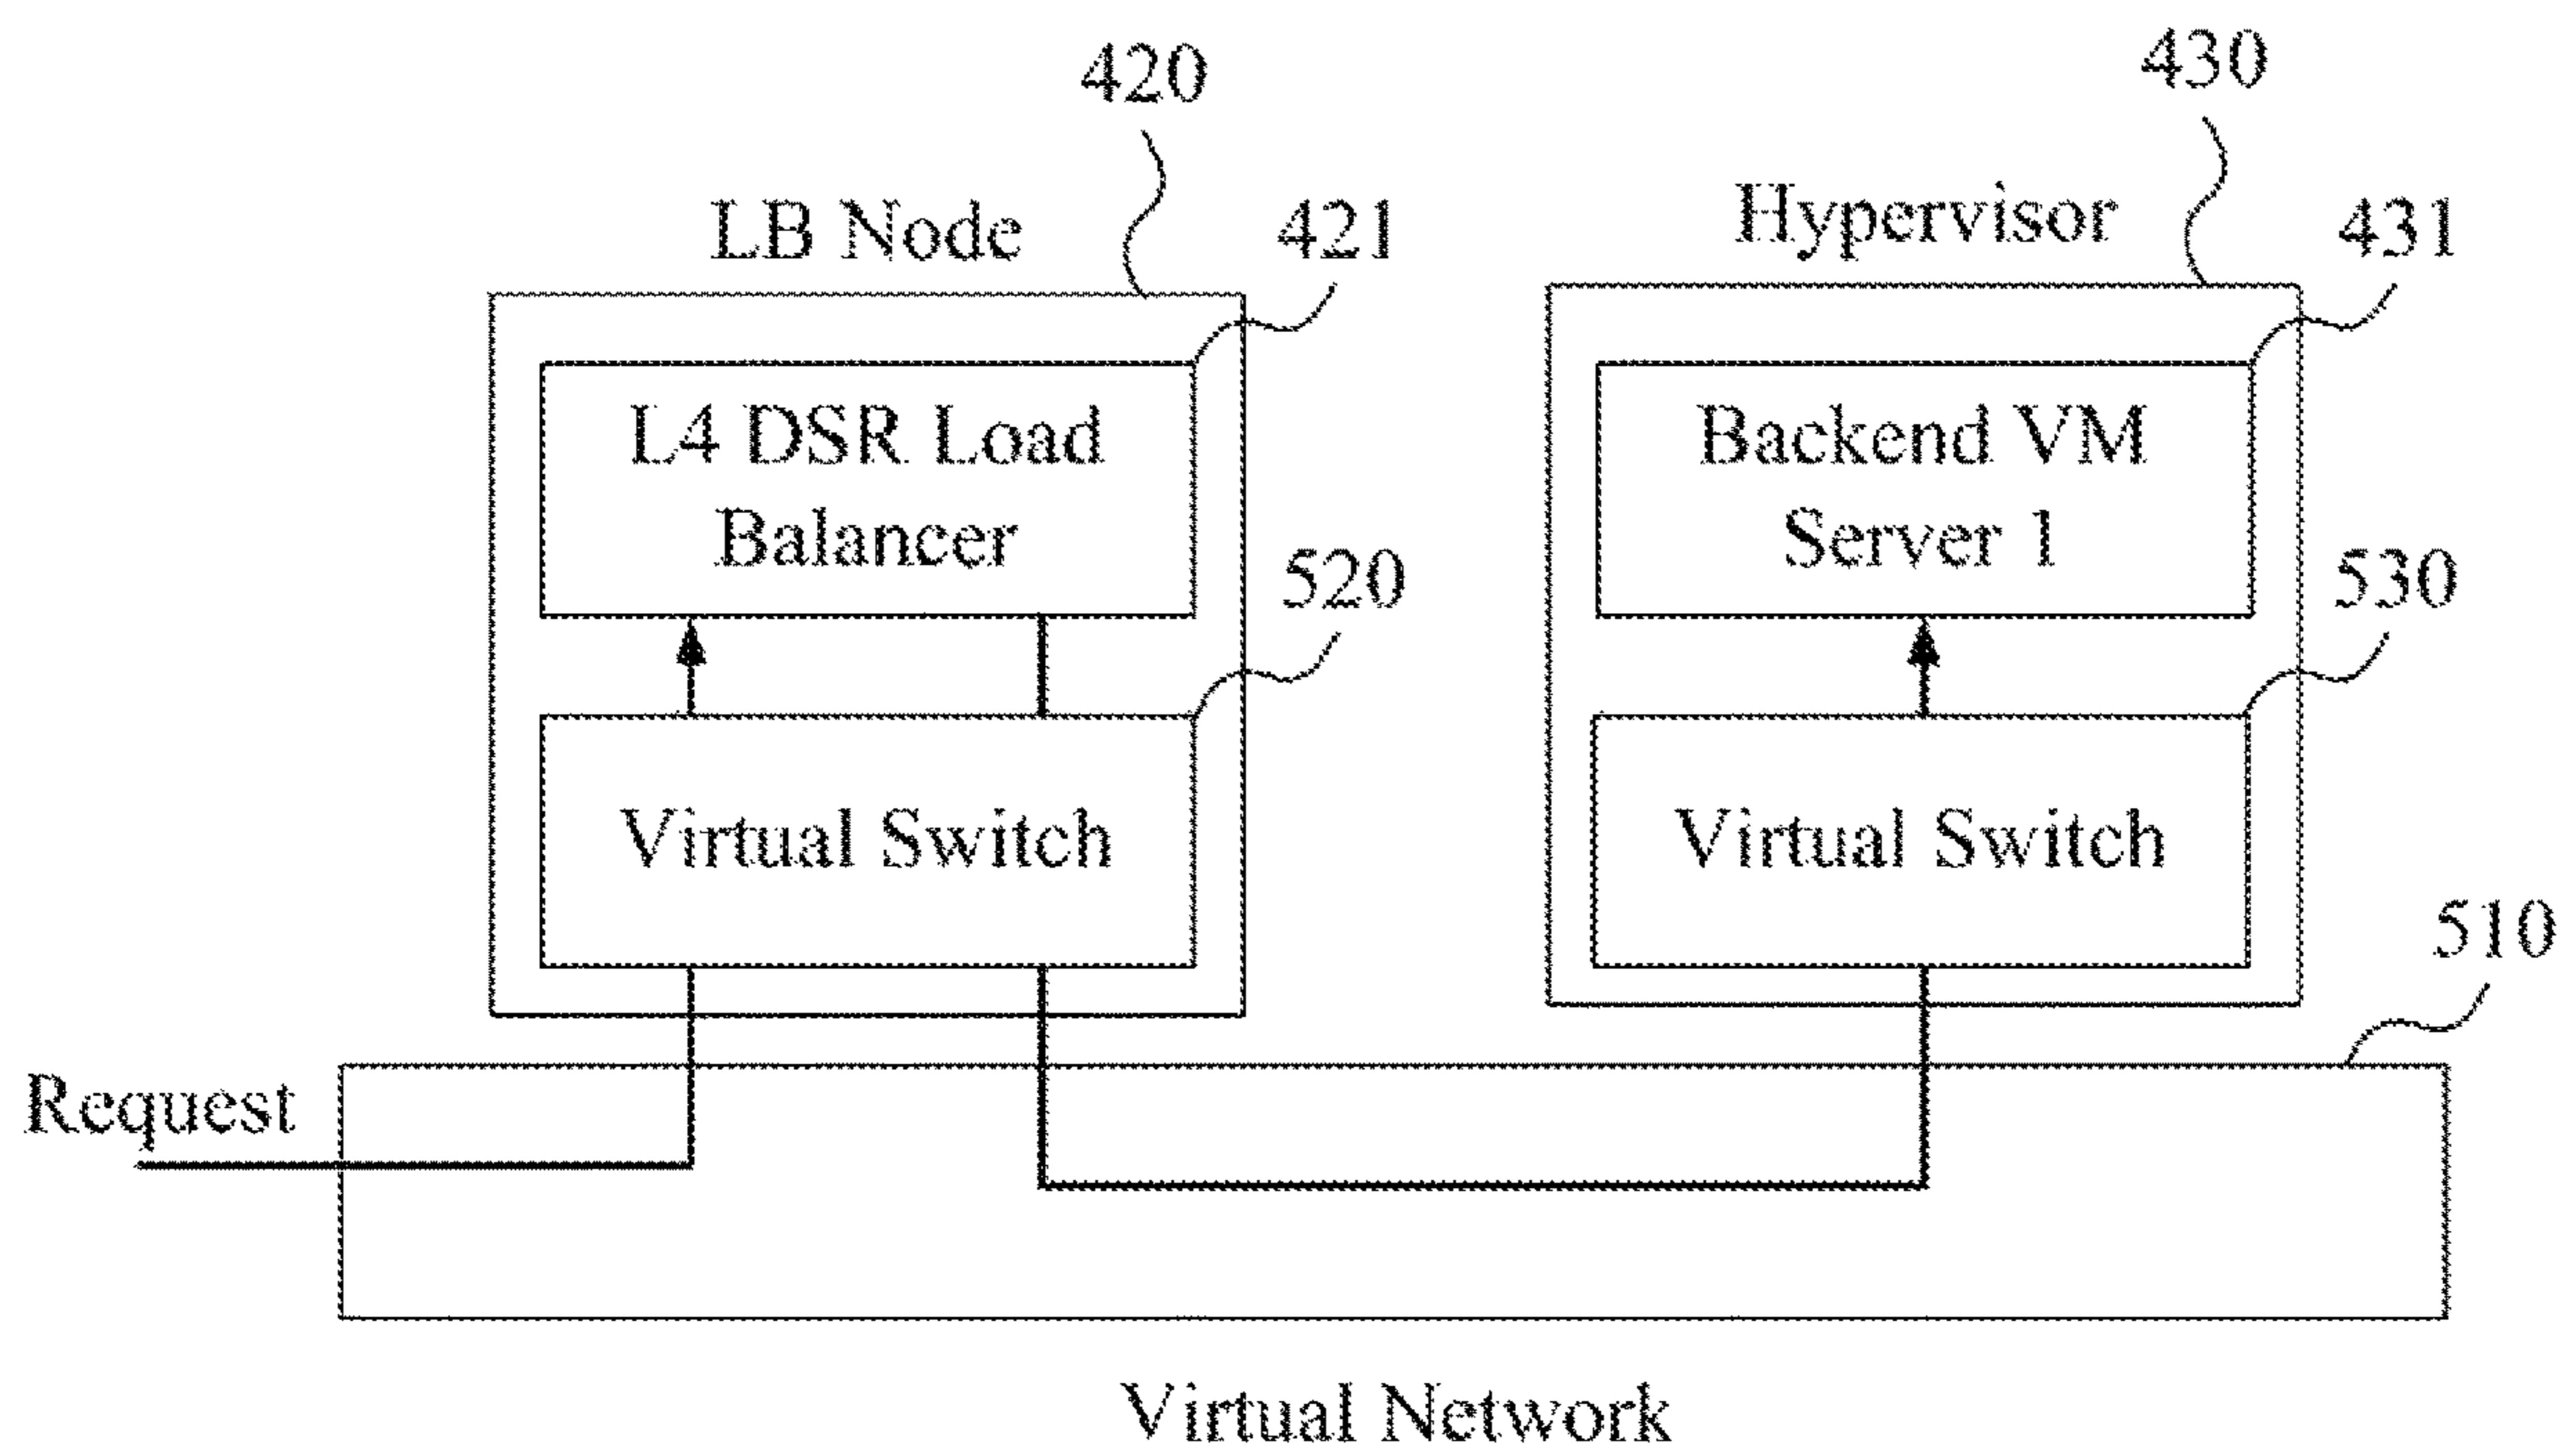 420
430
LB Node
421
Hypervisor
431
L4 DSR Load
Balancer
520
Backend VM
Server 1
530
Virtual Switch
Virtual Switch
510
Request
Virtual Network